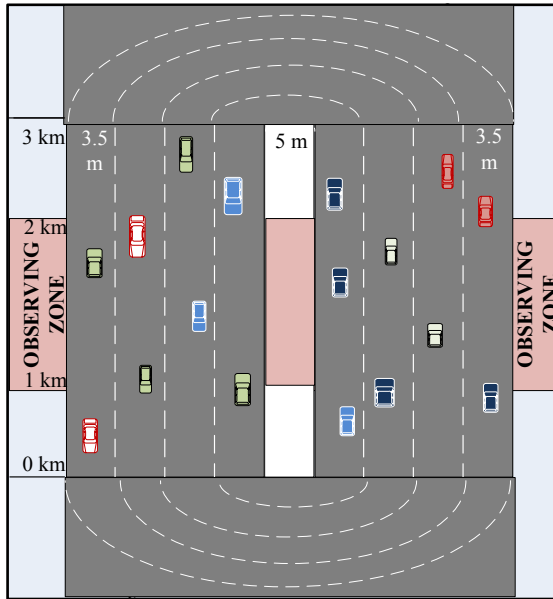 3 km
3.5
m
5 m
3.5
m
2 km
OBSERVING
ZONE
OBSERVING
ZONE
1 km
0 km